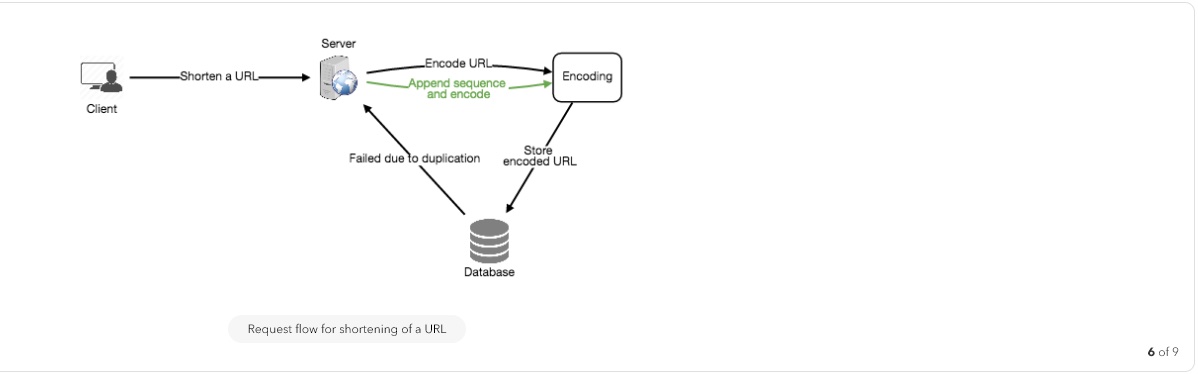 Server
Shorten a URL
Encode URL
Append sequence
and encode
Encoding
Client
Failed due to duplication
Store
encoded URL
Database
Request flow for shortening of a URL
6 of 9